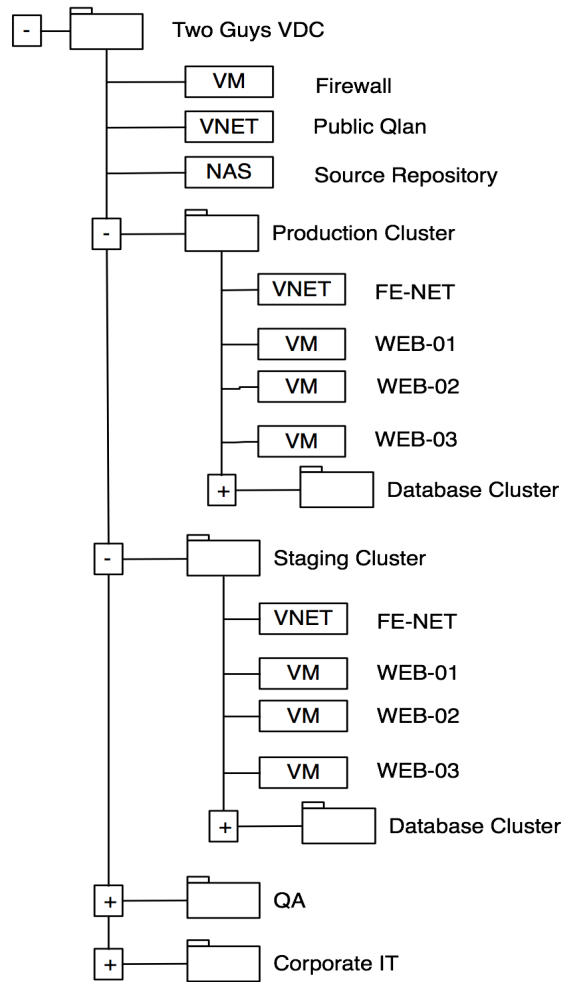 - Two Guys VDC
VM Firewall
VNET Public Qlan
NAS Source Repository
- Production Cluster
VNET FE-NET
VM WEB-01
VM WEB-02
VM WEB-03
+ Database Cluster
- Staging Cluster
VNET FE-NET
VM WEB-01
VM WEB-02
VM WEB-03
+ Database Cluster
+ QA
+ Corporate IT